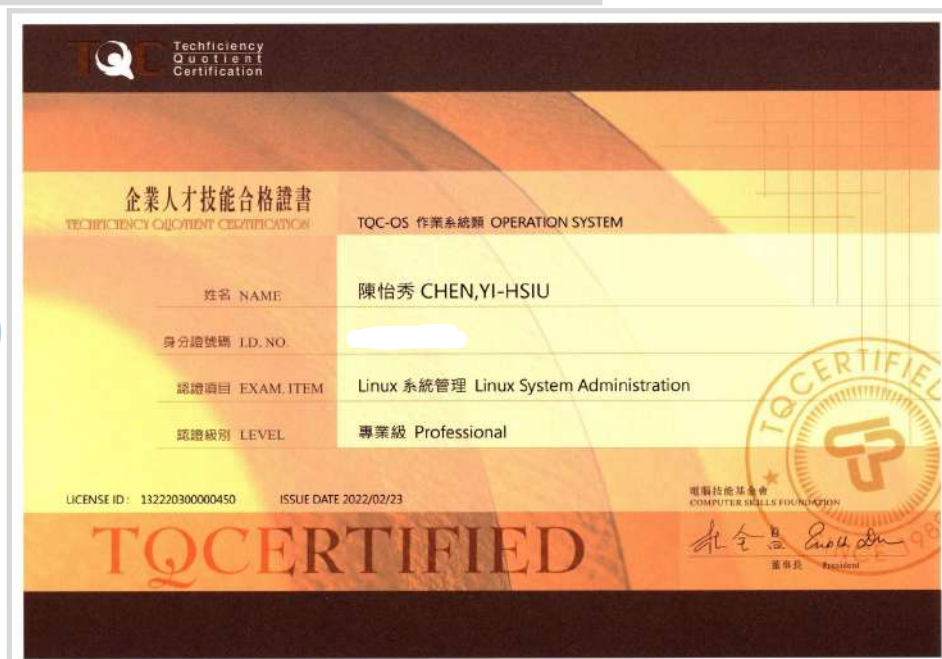 TQC
Techficiency
Quotient
Certification
企業人才技能合格證書
TECHFICIENCY QUOTIENT CERTIFICATION
TQC-OS 作業系統類 OPERATION SYSTEM
姓名 NAME 陳怡秀 CHEN,YI-HSIU
身分證號碼 I.D. NO.
認證項目 EXAM. ITEM Linux 系統管理 Linux System Administration
認證級別 LEVEL 專業級 Professional
LICENSE ID : 132220300000450 ISSUE DATE 2022/02/23
電腦技能基金會
COMPUTER SKILLS FOUNDATION
TQCERTIFIED
董事長 President
TQCERTIFIED